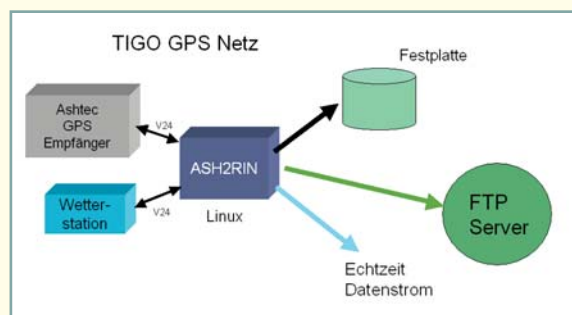 TIGO GPS Netz
Festplatte
Ashtec
GPS
Empfänger
V24
ASH2RIN
Wetter-
station
V24
Linux
FTP
Server
Echtzeit
Datenstrom